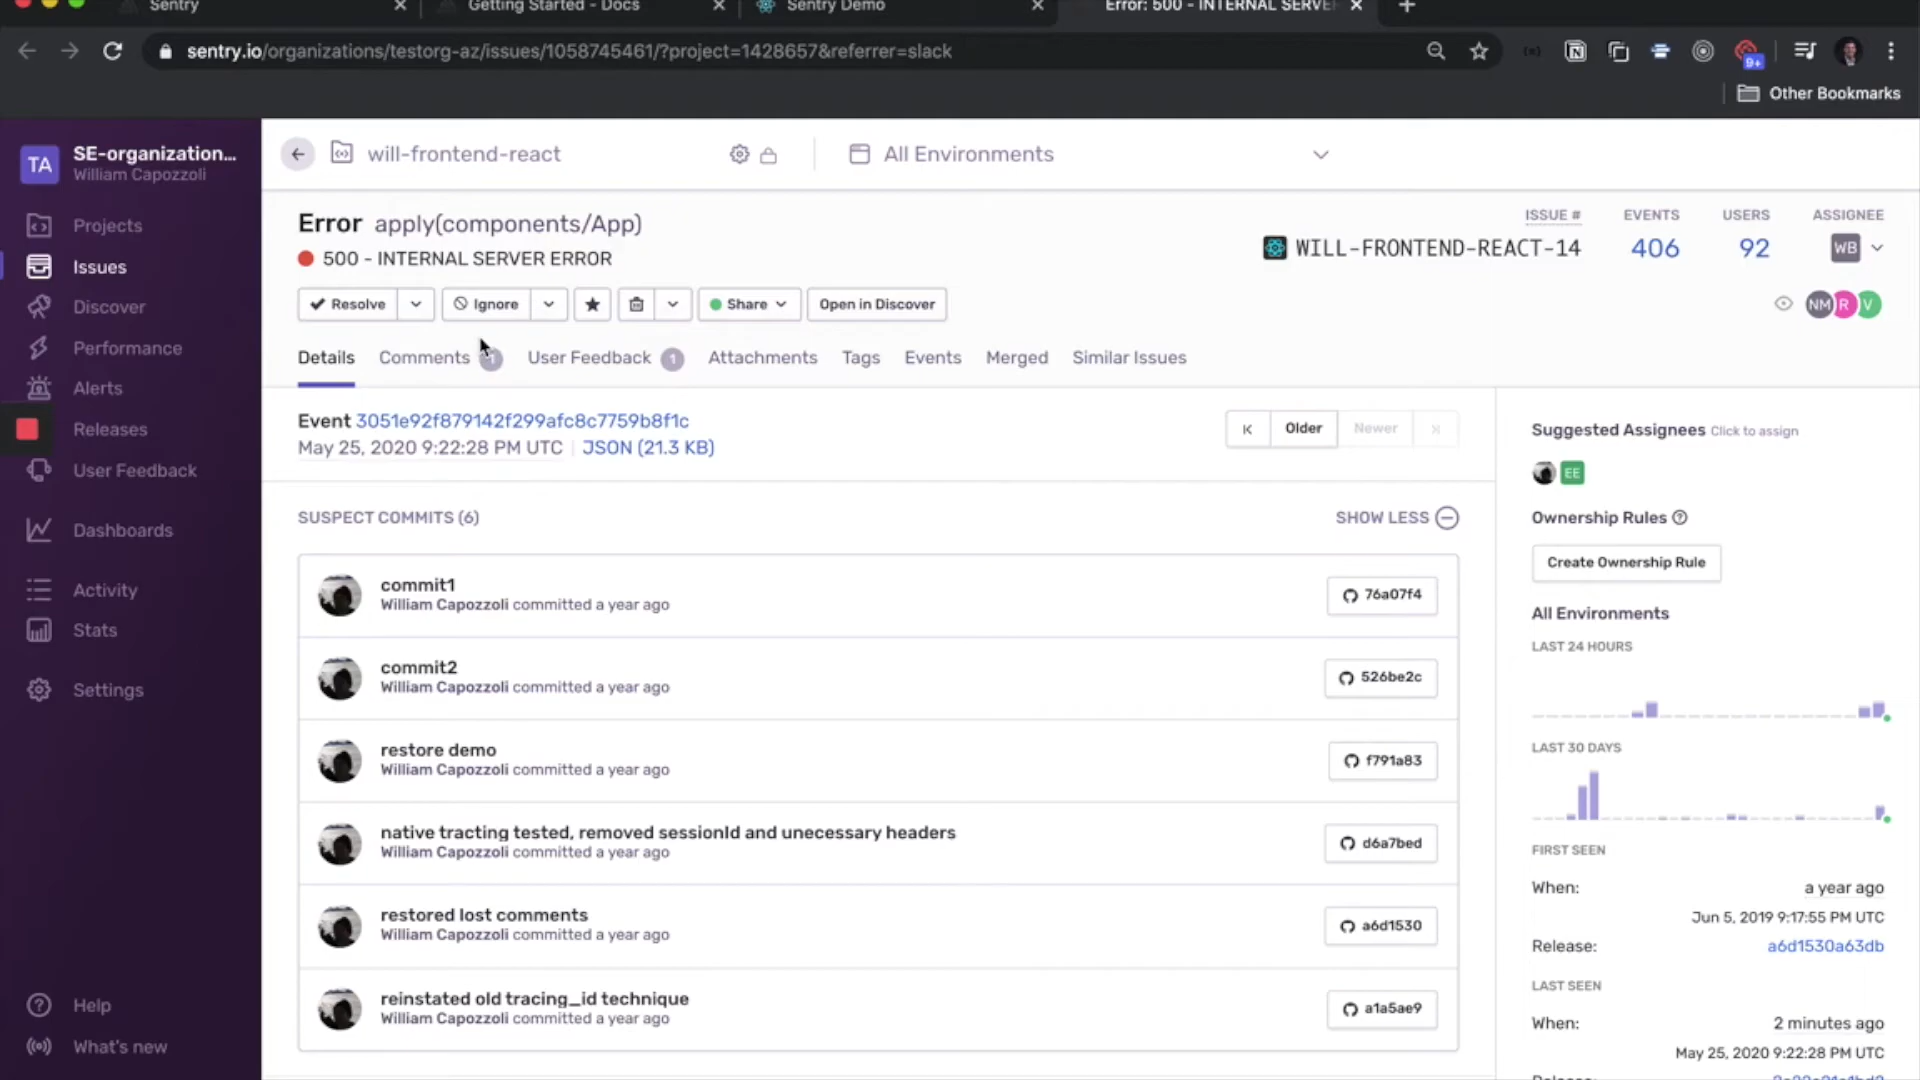 Sentry
Getting Started - Docs
Sentry Demo
Error: 500 - INTERNAL SERVER
sentry.io/organizations/testorg-az/issues/1058745461/?project=1428657&referrer=slack
9+
Other Bookmarks
TA
SE-organization...
William Capozzoli
Projects
Issues
Discover
Performance
Alerts
Releases
User Feedback
Dashboards
Activity
Stats
Settings
Help
What's new
will-frontend-react
All Environments
Error apply(components/App)
500 - INTERNAL SERVER ERROR
ISSUE #
WILL-FRONTEND-REACT-14
EVENTS
406
USERS
92
ASSIGNEE
WB
Resolve
Ignore
Share
Open in Discover
NM R V
Details
Comments
User Feedback 1
Attachments
Tags
Events
Merged
Similar Issues
Event 3051e92f879142f299afc8c7759b8f1c
May 25, 2020 9:22:28 PM UTC
JSON (21.3 KB)
Older
Newer
SUSPECT COMMITS (6)
SHOW LESS
commit1
William Capozzoli committed a year ago
76a07f4
commit2
William Capozzoli committed a year ago
526be2c
restore demo
William Capozzoli committed a year ago
f791a83
native tracting tested, removed sessionId and unecessary headers
William Capozzoli committed a year ago
d6a7bed
restored lost comments
William Capozzoli committed a year ago
a6d1530
reinstated old tracing_id technique
William Capozzoli committed a year ago
a1a5ae9
Suggested Assignees Click to assign
EE
Ownership Rules
Create Ownership Rule
All Environments
LAST 24 HOURS
LAST 30 DAYS
FIRST SEEN
When: a year ago
Jun 5, 2019 9:17:55 PM UTC
Release: a6d1530a63db
LAST SEEN
When: 2 minutes ago
May 25, 2020 9:22:28 PM UTC